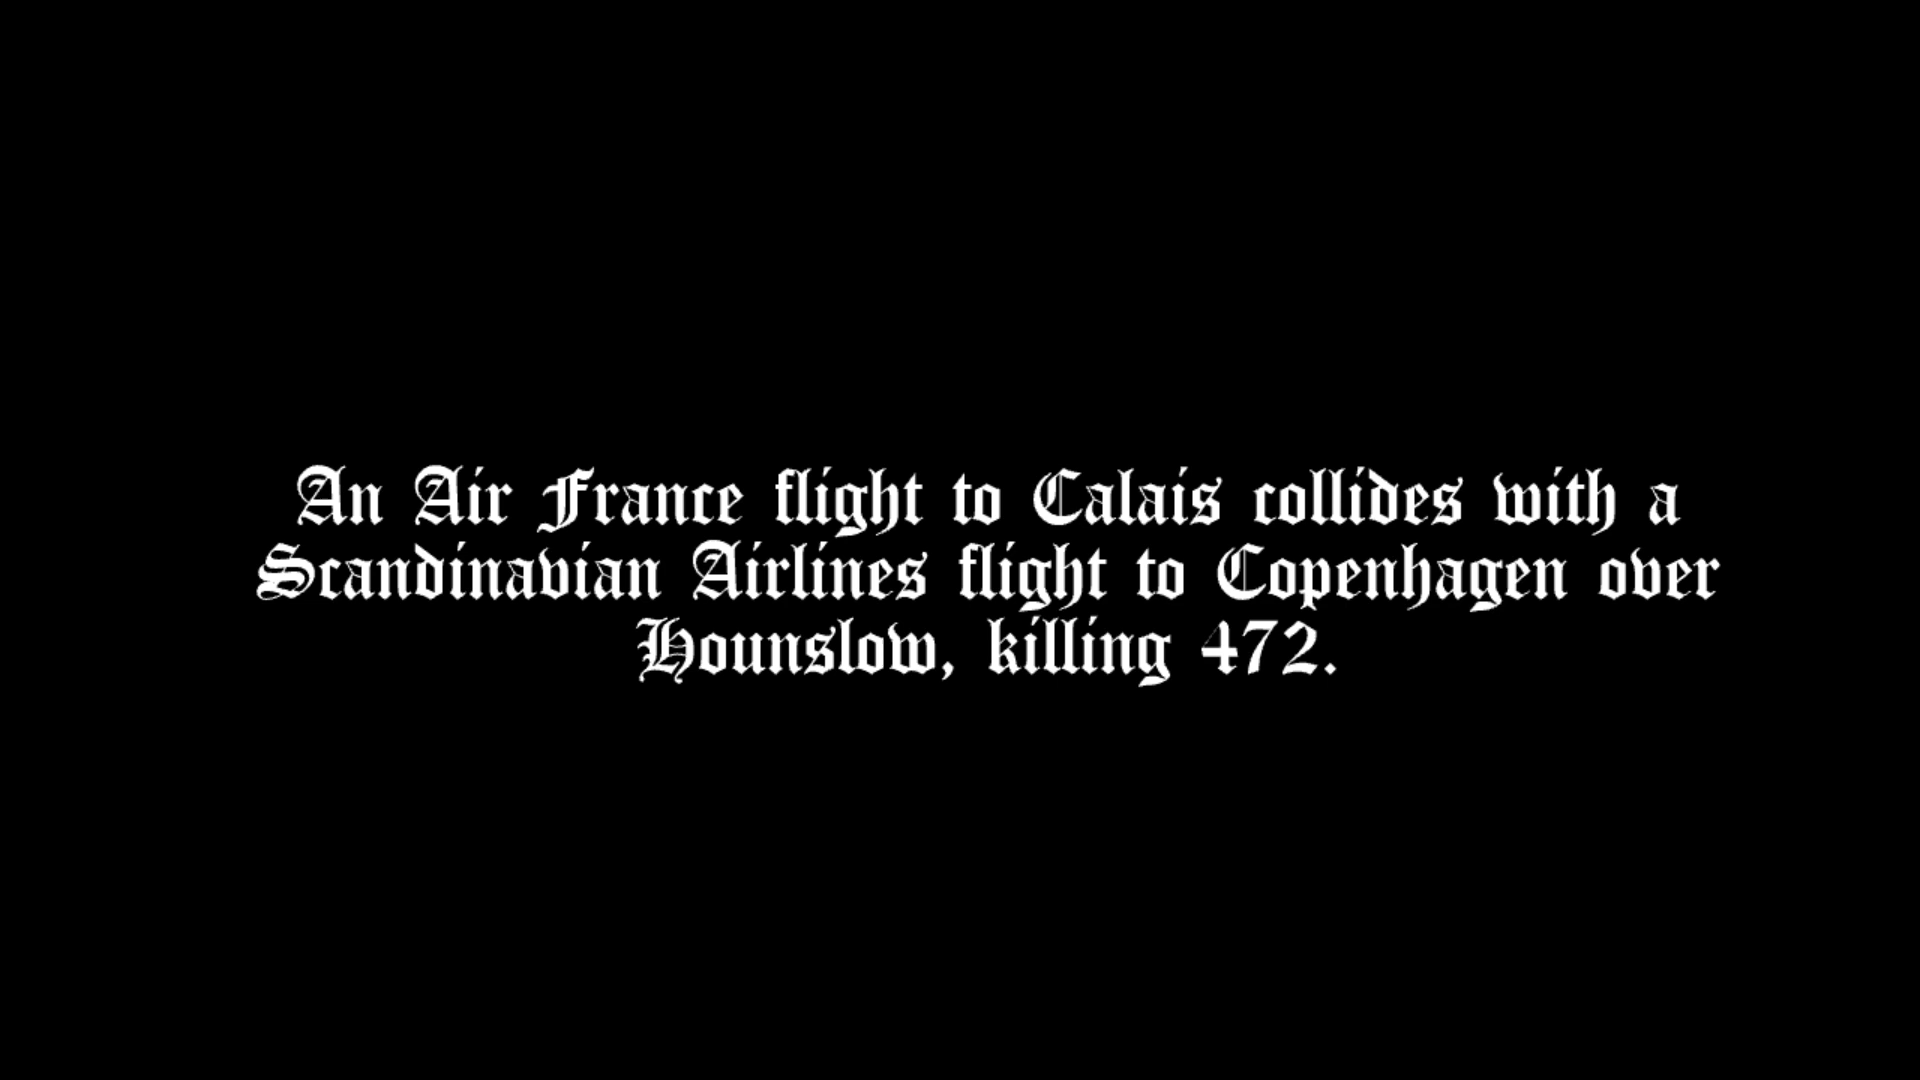 An Air France flight to Calais collides with a
Scandinavian Airlines flight to Copenhagen over
Hounslow, killing 472.